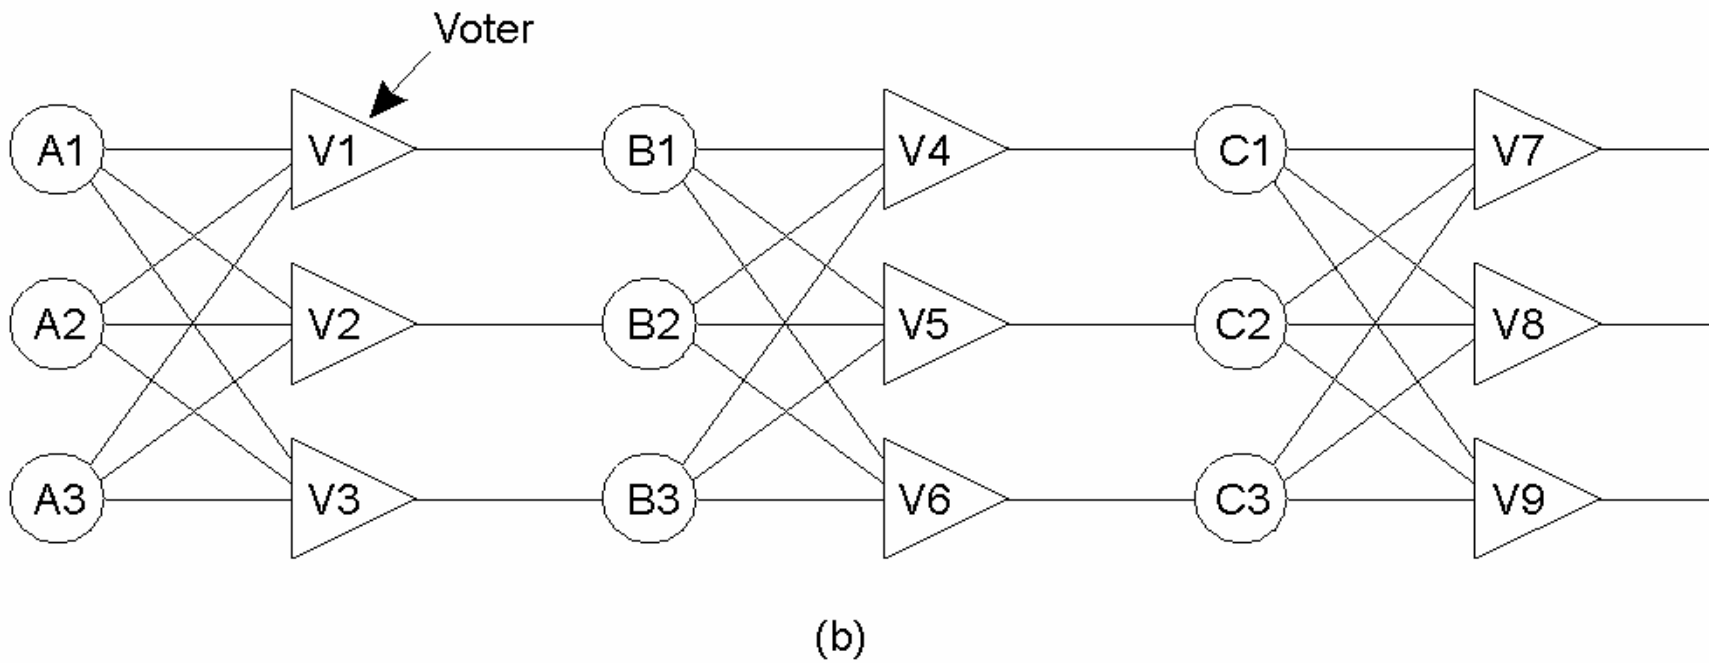 Voter
A1 V1 B1 V4 C1 V7
A2 V2 B2 V5 C2 V8
A3 V3 B3 V6 C3 V9
(b)